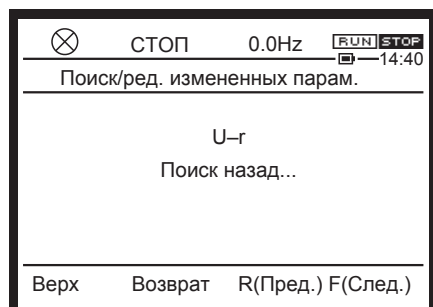 СТОП 0.0Hz RUN STOP
14:40
Поиск/ред. измененных парам.
U–r
Поиск назад...
Верх Возврат R(Пред.) F(След.)